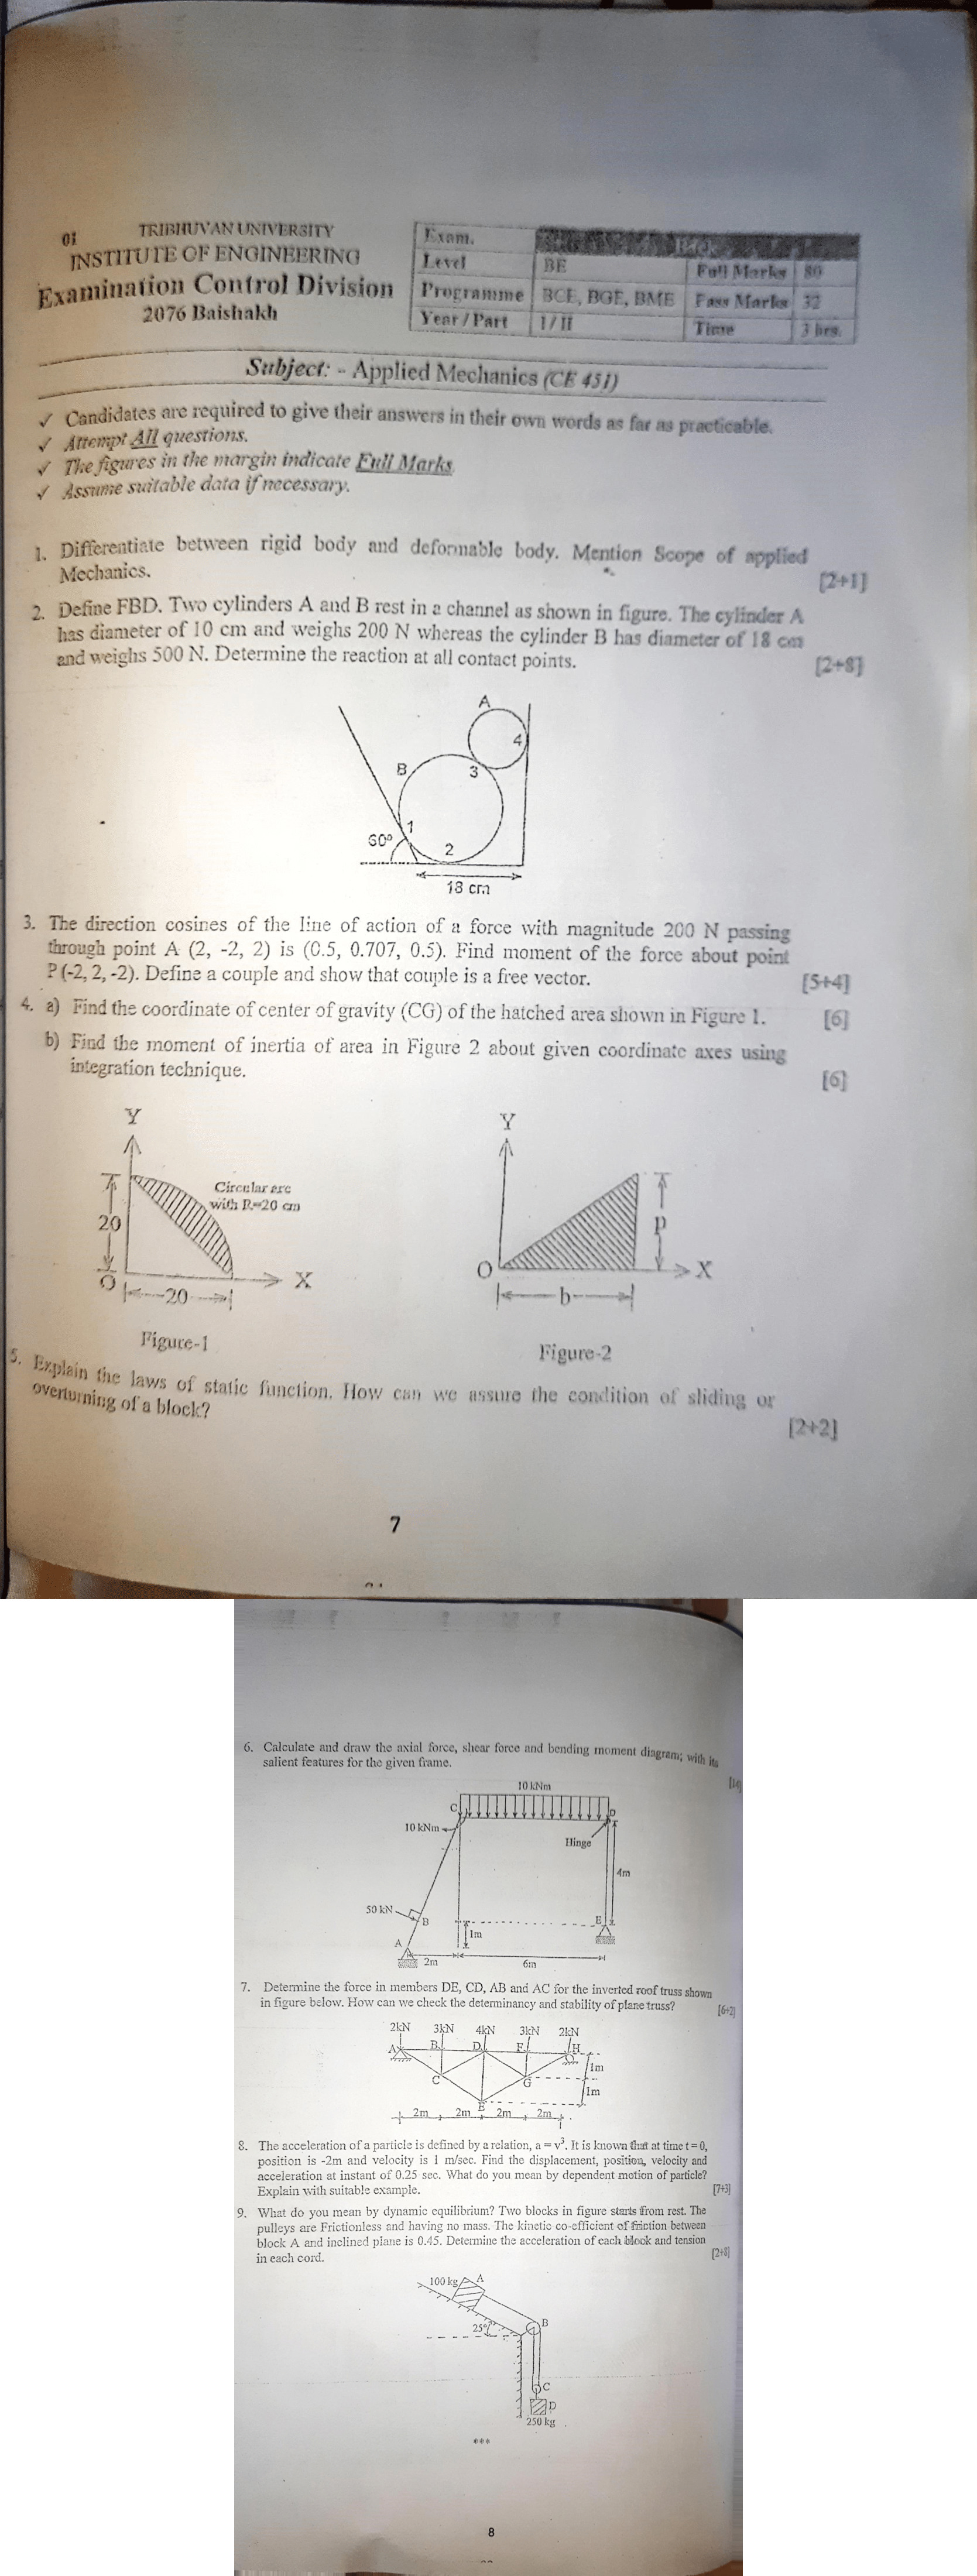 01
TRIBHUVAN UNIVERSITY
INSTITUTE OF ENGINEERING
Examination Control Division
2076 Baishakh
Exam.
Level BE Full Marks 80
Programme BCE, BGE, BME Pass Marks 32
Year / Part I / II Time 3 hrs.
Subject: - Applied Mechanics (CE 451)
✓ Candidates are required to give their answers in their own words as far as practicable.
✓ Attempt All questions.
✓ The figures in the margin indicate Full Marks
✓ Assume suitable data if necessary.
1. Differentiate between rigid body and deformable body. Mention Scope of applied
Mechanics. [2+1]
2. Define FBD. Two cylinders A and B rest in a channel as shown in figure. The cylinder A
has diameter of 10 cm and weighs 200 N whereas the cylinder B has diameter of 18 cm
and weighs 500 N. Determine the reaction at all contact points. [2+8]
A
4
B
3
1
60°
2
18 cm
3. The direction cosines of the line of action of a force with magnitude 200 N passing
through point A (2, -2, 2) is (0.5, 0.707, 0.5). Find moment of the force about point
P (-2, 2, -2). Define a couple and show that couple is a free vector. [5+4]
4. a) Find the coordinate of center of gravity (CG) of the hatched area shown in Figure 1. [6]
b) Find the moment of inertia of area in Figure 2 about given coordinate axes using
integration technique. [6]
Y
Circular arc
with R=20 cm
20
O
X
20
Figure-1
Y
p
O
X
b
Figure-2
5. Explain the laws of static function. How can we assure the condition of sliding or
overturning of a block? [2+2]
7
6. Calculate and draw the axial force, shear force and bending moment diagram; with its
salient features for the given frame.
10 kNm
C
D
10 kNm
Hinge
4m
50 kN
B
E
1m
A
2m
6m
7. Determine the force in members DE, CD, AB and AC for the inverted roof truss shown
in figure below. How can we check the determinancy and stability of plane truss? [6+2]
2kN 3kN 4kN 3kN 2kN
A B D F H
1m
C G
1m
E
2m 2m 2m 2m
8. The acceleration of a particle is defined by a relation, a = v³. It is known that at time t = 0,
position is -2m and velocity is 1 m/sec. Find the displacement, position, velocity and
acceleration at instant of 0.25 sec. What do you mean by dependent motion of particle?
Explain with suitable example. [7+3]
9. What do you mean by dynamic equilibrium? Two blocks in figure starts from rest. The
pulleys are Frictionless and having no mass. The kinetic co-efficient of friction between
block A and inclined plane is 0.45. Determine the acceleration of each block and tension
in each cord. [2+8]
100 kg
A
25°
B
C
D
250 kg
***
8